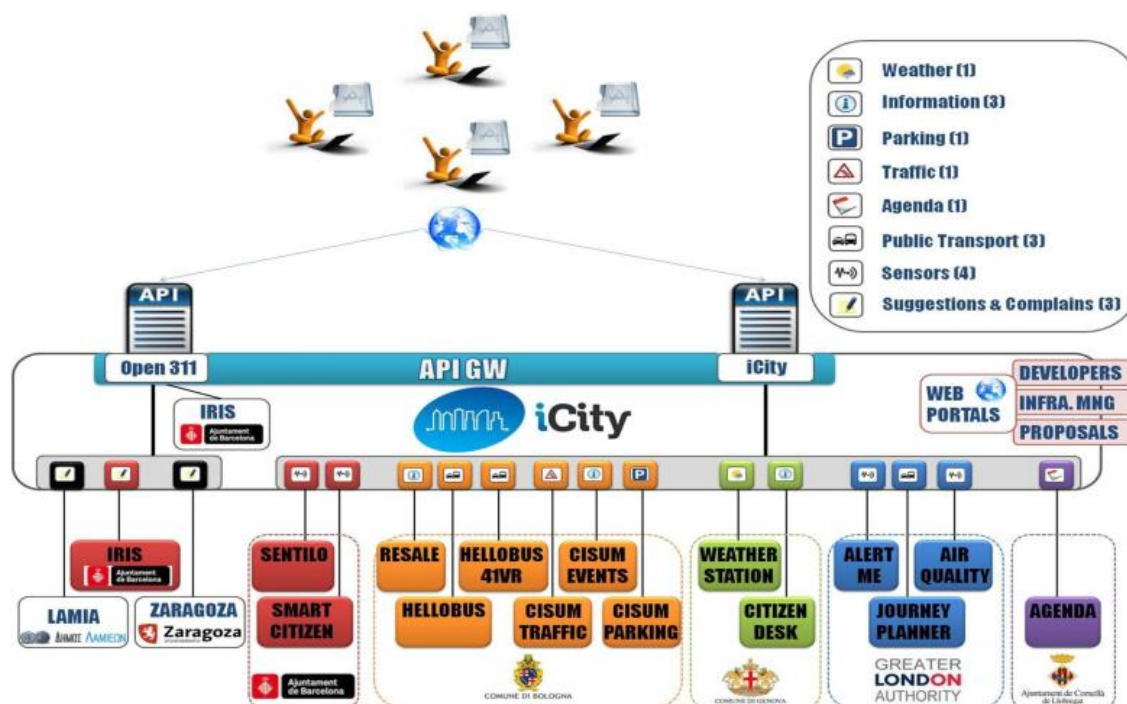 Weather (1)
Information (3)
P
Parking (1)
Traffic (1)
Agenda (1)
Public Transport (3)
Sensors (4)
Suggestions & Complains (3)
API
API
Open 311
API GW
iCity
IRIS
Ajuntament
de Barcelona
iCity
WEB
PORTALS
DEVELOPERS
INFRA. MNG
PROPOSALS
P
IRIS
Ajuntament
de Barcelona
LAMIA
ΔΗΜΟΣ ΛΑΜΙΕΩΝ
ZARAGOZA
Zaragoza
SENTILO
SMART
CITIZEN
Ajuntament
de Barcelona
RESALE
HELLOBUS
HELLOBUS
41VR
CISUM
TRAFFIC
CISUM
EVENTS
CISUM
PARKING
COMUNE DI BOLOGNA
WEATHER
STATION
CITIZEN
DESK
COMUNE DI GENOVA
ALERT
ME
JOURNEY
PLANNER
AIR
QUALITY
GREATER
LONDON
AUTHORITY
AGENDA
Ajuntament de Cornellà
de Llobregat